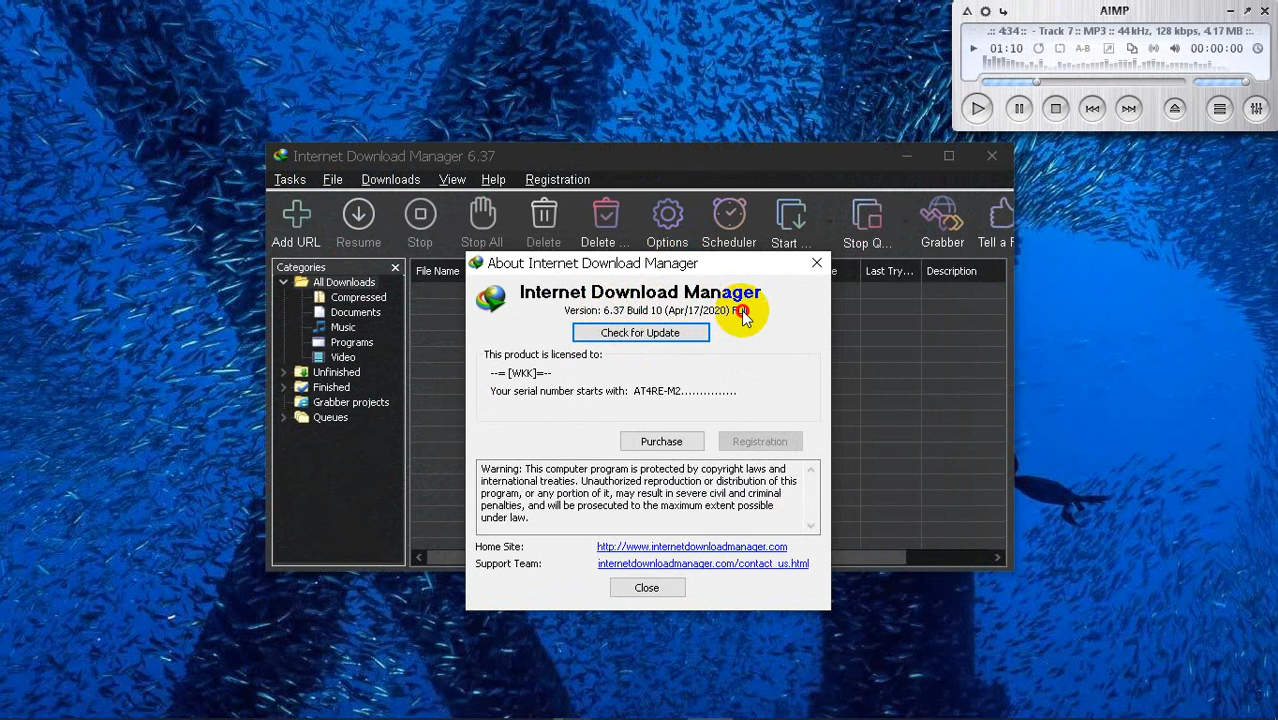 AIMP
.:: 4:34 :: - Track 7 :: MP3 :: 44 kHz, 128 kbps, 4.17 MB ::.
01:10
A-B
00:00:00
Internet Download Manager 6.37
Tasks File Downloads View Help Registration
Add URL Resume Stop Stop All Delete Delete ... Options Scheduler Start ... Stop Q... Grabber Tell a F
Categories
File Name
Last Try...
Description
All Downloads
Compressed
Documents
Music
Programs
Video
Unfinished
Finished
Grabber projects
Queues
About Internet Download Manager
Internet Download Manager
Version: 6.37 Build 10 (Apr/17/2020)
Check for Update
This product is licensed to:
--= [WKK]=--
Your serial number starts with: AT4RE-M2...............
Purchase
Registration
Warning: This computer program is protected by copyright laws and
international treaties. Unauthorized reproduction or distribution of this
program, or any portion of it, may result in severe civil and criminal
penalties, and will be prosecuted to the maximum extent possible
under law.
Home Site: http://www.internetdownloadmanager.com
Support Team: internetdownloadmanager.com/contact_us.html
Close